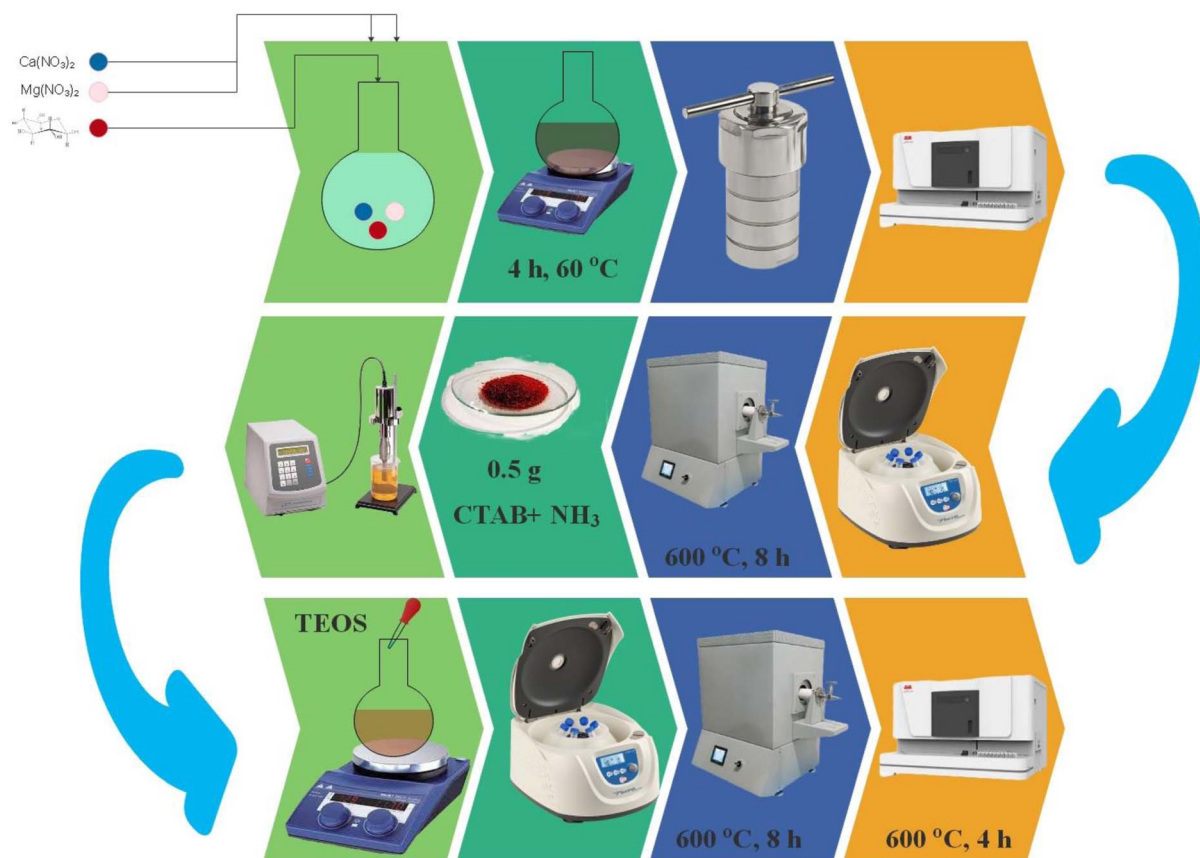 Ca(NO₃)₂
Mg(NO₃)₂
4 h, 60 °C
0.5 g
CTAB+ NH₃
600 °C, 8 h
TEOS
600 °C, 8 h
600 °C, 4 h